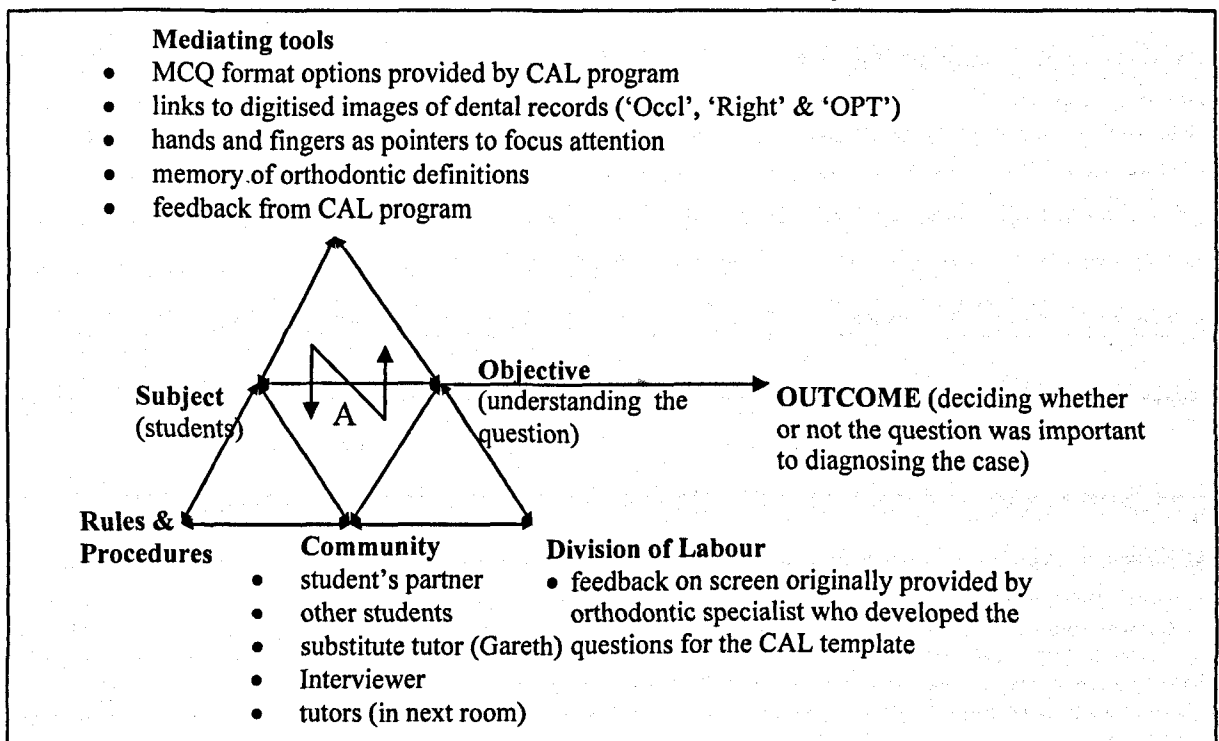 Mediating tools
• MCQ format options provided by CAL program
• links to digitised images of dental records ('Occl', 'Right' & 'OPT')
• hands and fingers as pointers to focus attention
• memory of orthodontic definitions
• feedback from CAL program
A
Subject
(students)
Objective
(understanding the
question)
OUTCOME (deciding whether
or not the question was important
to diagnosing the case)
Rules &
Procedures
Community
• student's partner
• other students
• substitute tutor (Gareth)
• Interviewer
• tutors (in next room)
Division of Labour
• feedback on screen originally provided by
orthodontic specialist who developed the
questions for the CAL template